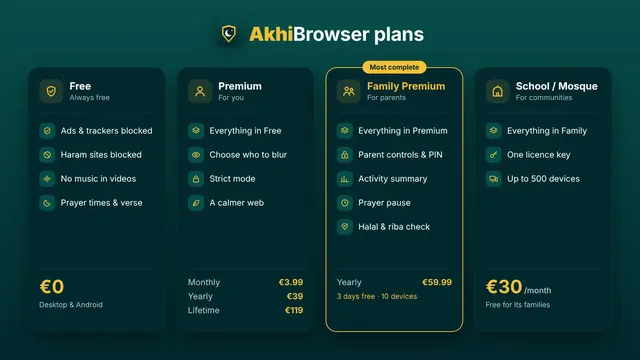 AkhiBrowser plans
Free
Always free
Ads & trackers blocked
Haram sites blocked
No music in videos
Prayer times & verse
€0
Desktop & Android
Premium
For you
Everything in Free
Choose who to blur
Strict mode
A calmer web
Monthly €3.99
Yearly €39
Lifetime €119
Most complete
Family Premium
For parents
Everything in Premium
Parent controls & PIN
Activity summary
Prayer pause
Halal & riba check
Yearly €59.99
3 days free · 10 devices
School / Mosque
For communities
Everything in Family
One licence key
Up to 500 devices
€30 /month
Free for its families